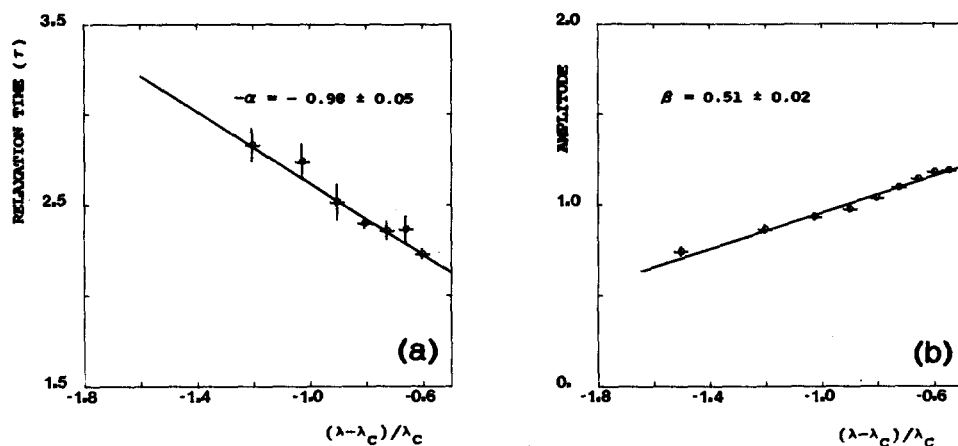 3.5
RELAXATION TIME (τ)
-α = - 0.98 ± 0.05
2.5
(a)
1.5
-1.8
-1.4
-1.0
-0.6
(λ-λC)/λC
2.0
AMPLITUDE
β = 0.51 ± 0.02
1.0
(b)
0.
-1.8
-1.4
-1.0
-0.6
(λ-λC)/λC